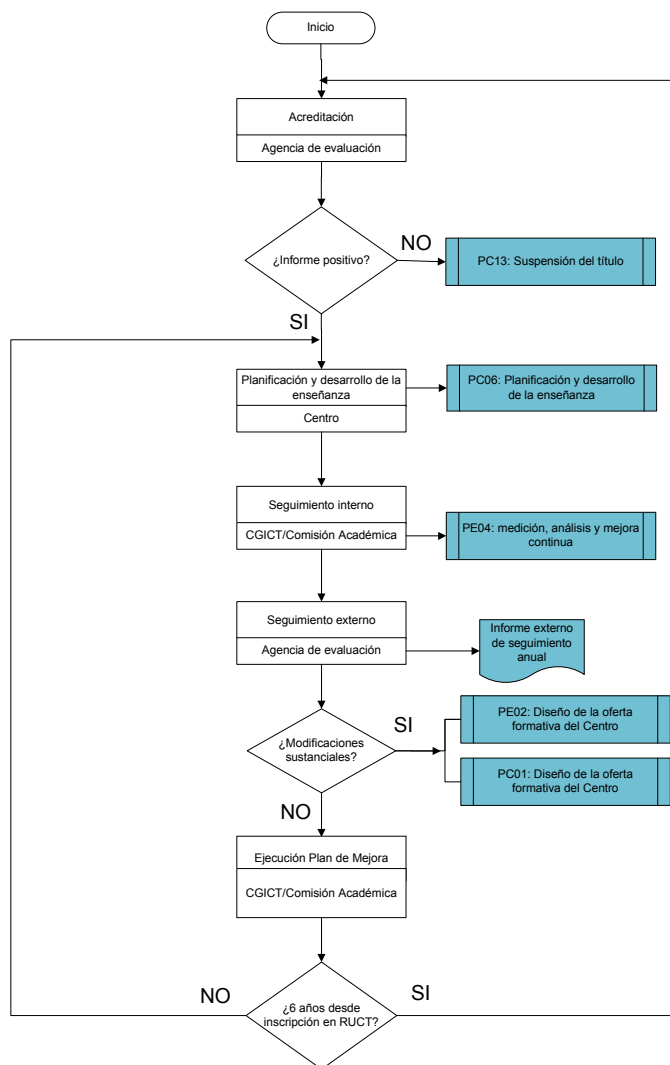 Inicio
Acreditación
Agencia de evaluación
¿Informe positivo?
NO
PC13: Suspensión del título
SI
Planificación y desarrollo de la
enseñanza
Centro
PC06: Planificación y desarrollo
de la enseñanza
Seguimiento interno
CGICT/Comisión Académica
PE04: medición, análisis y mejora
continua
Seguimiento externo
Agencia de evaluación
Informe externo
de seguimiento
anual
¿Modificaciones
sustanciales?
SI
PE02: Diseño de la oferta
formativa del Centro
PC01: Diseño de la oferta
formativa del Centro
NO
Ejecución Plan de Mejora
CGICT/Comisión Académica
NO
¿6 años desde
inscripción en RUCT?
SI